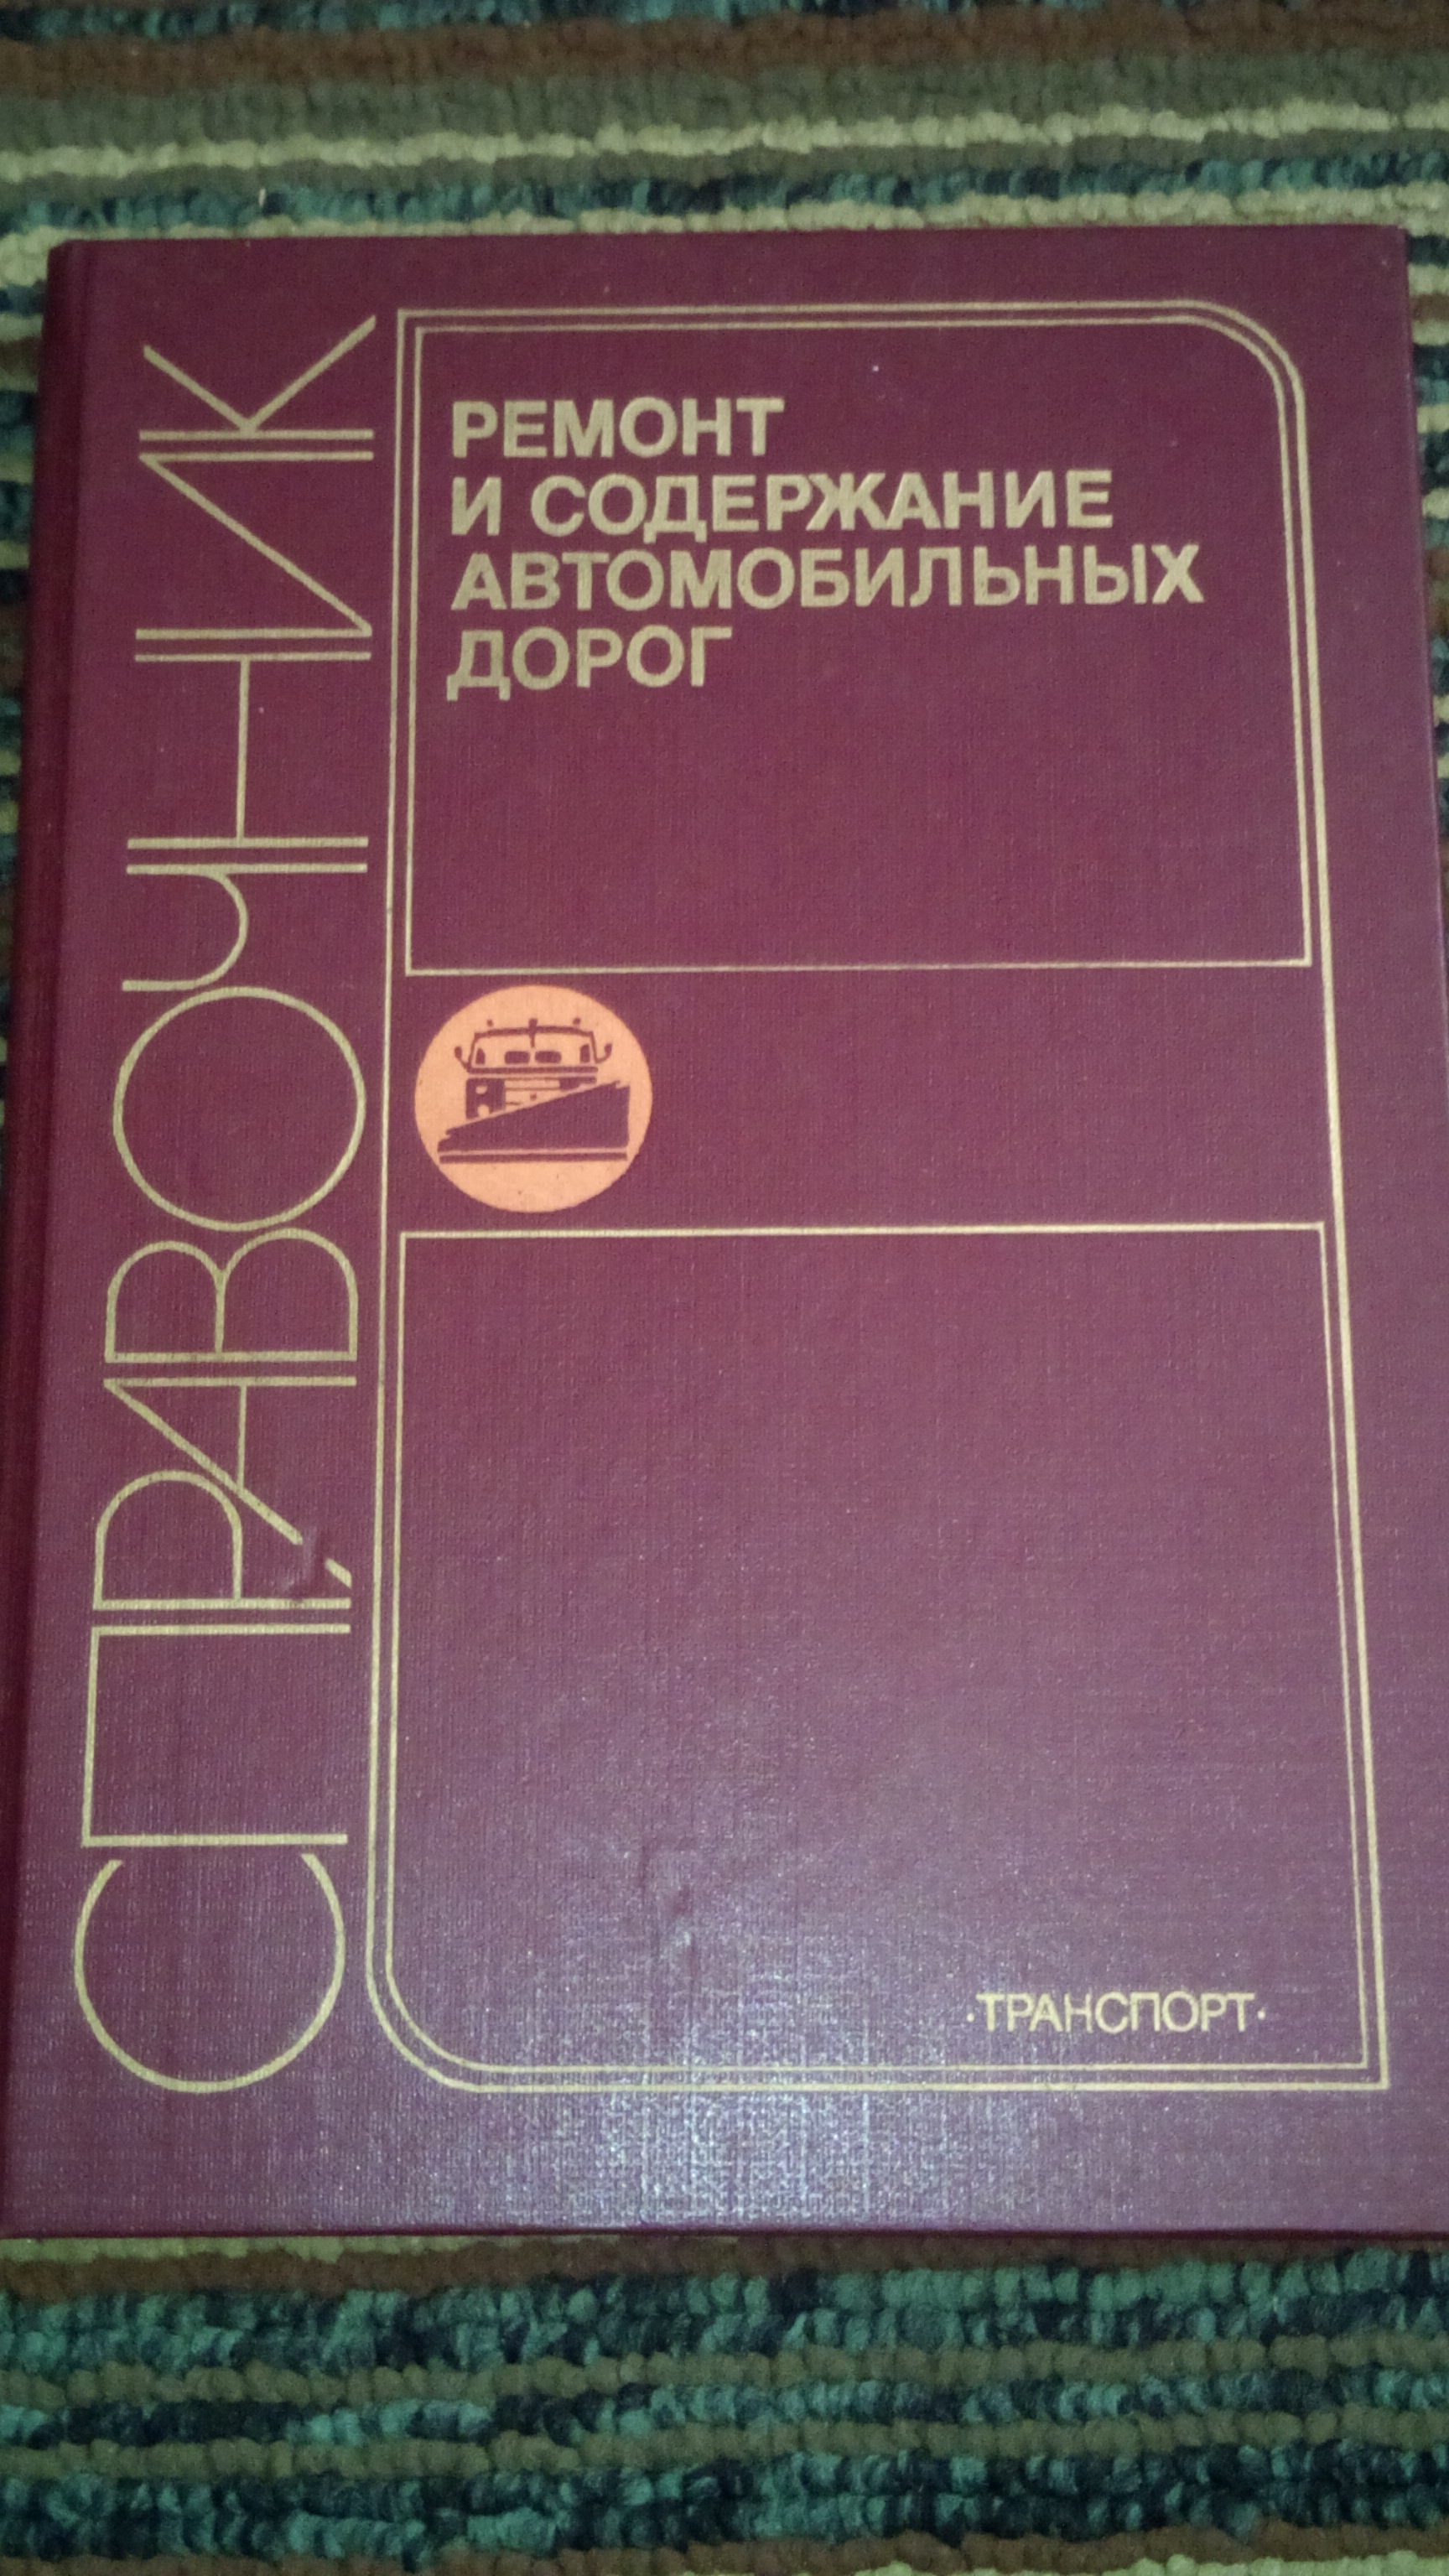 СПРАВОЧНИК
РЕМОНТ
И СОДЕРЖАНИЕ
АВТОМОБИЛЬНЫХ
ДОРОГ
·ТРАНСПОРТ·